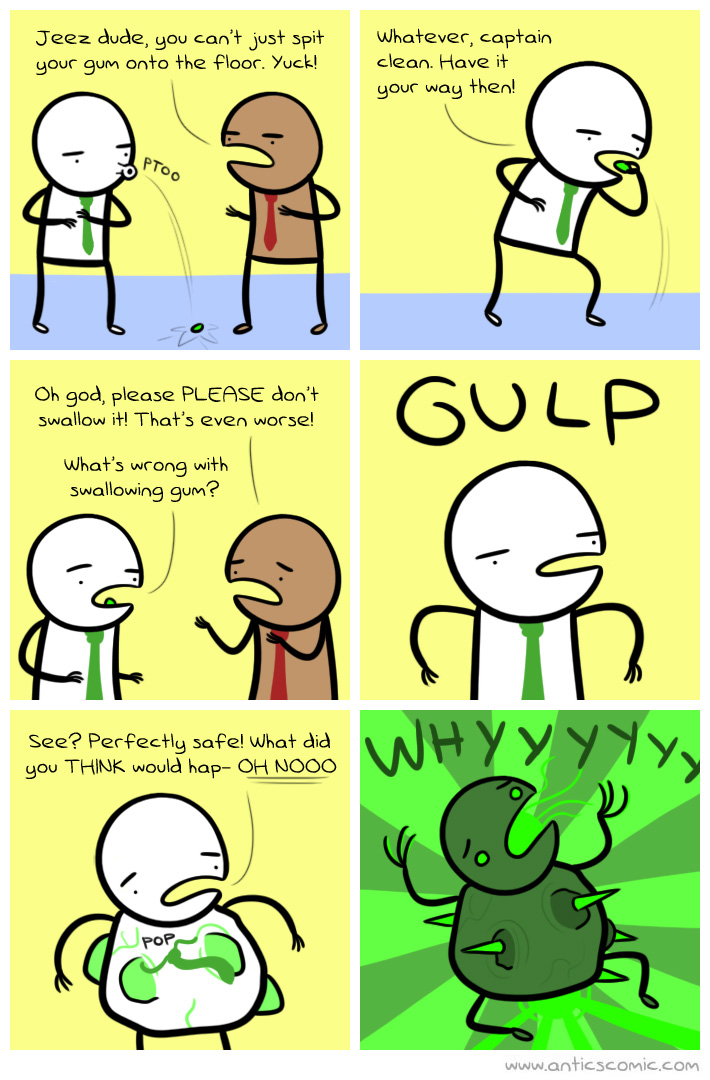 Jeez dude, you can't just spit
your gum onto the floor. Yuck!
PTOO
Whatever, captain
clean. Have it
your way then!
Oh god, please PLEASE don't
swallow it! That's even worse!
What's wrong with
swallowing gum?
GULP
See? Perfectly safe! What did
you THINK would hap- OH NOOO
POP
WHYYYYYY
www.anticscomic.com